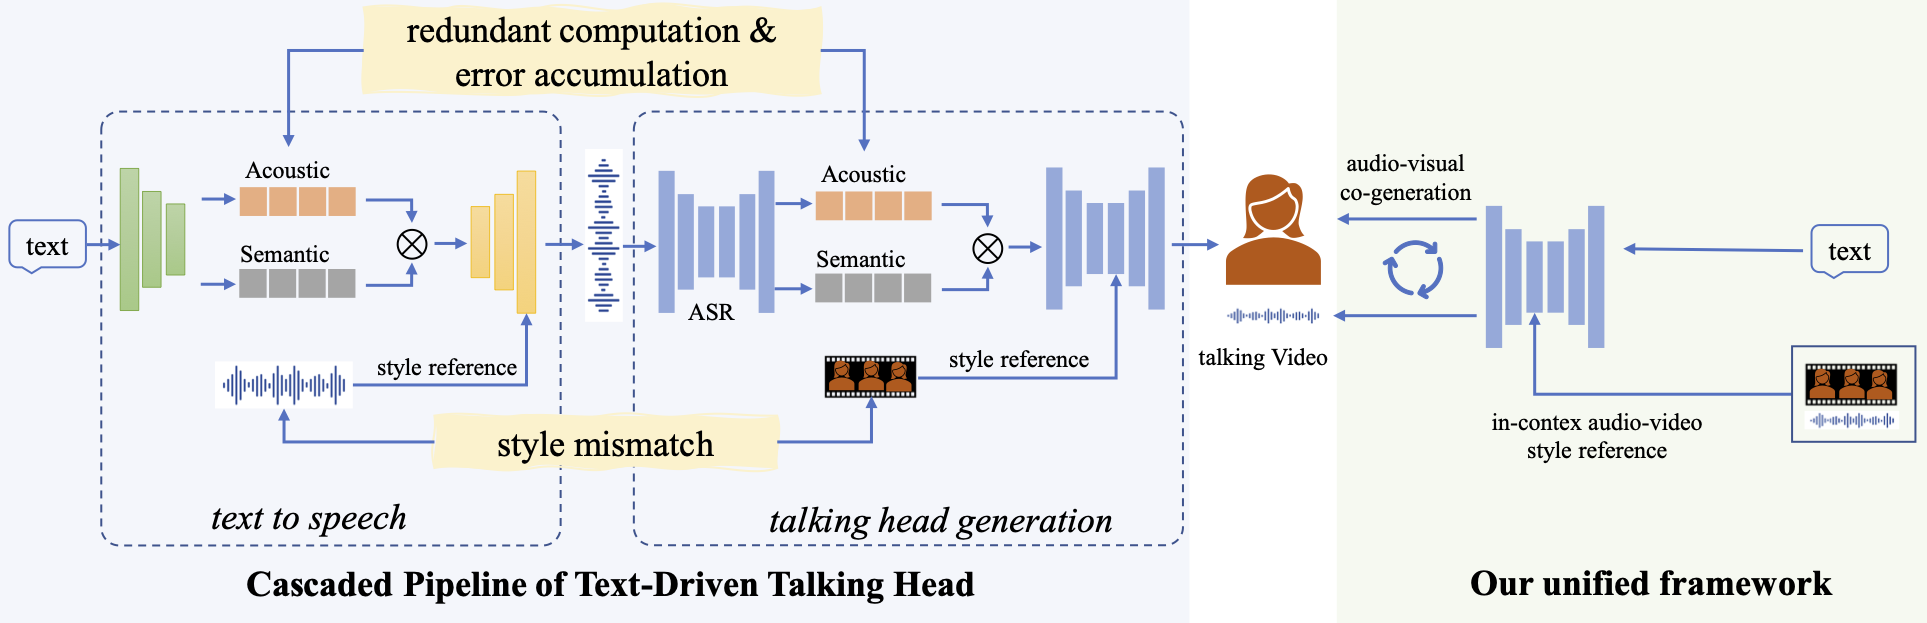 redundant computation &
error accumulation
text
Acoustic
Semantic
style reference
text to speech
ASR
Acoustic
Semantic
style reference
talking head generation
style mismatch
Cascaded Pipeline of Text-Driven Talking Head
talking Video
audio-visual
co-generation
text
in-contex audio-video
style reference
Our unified framework